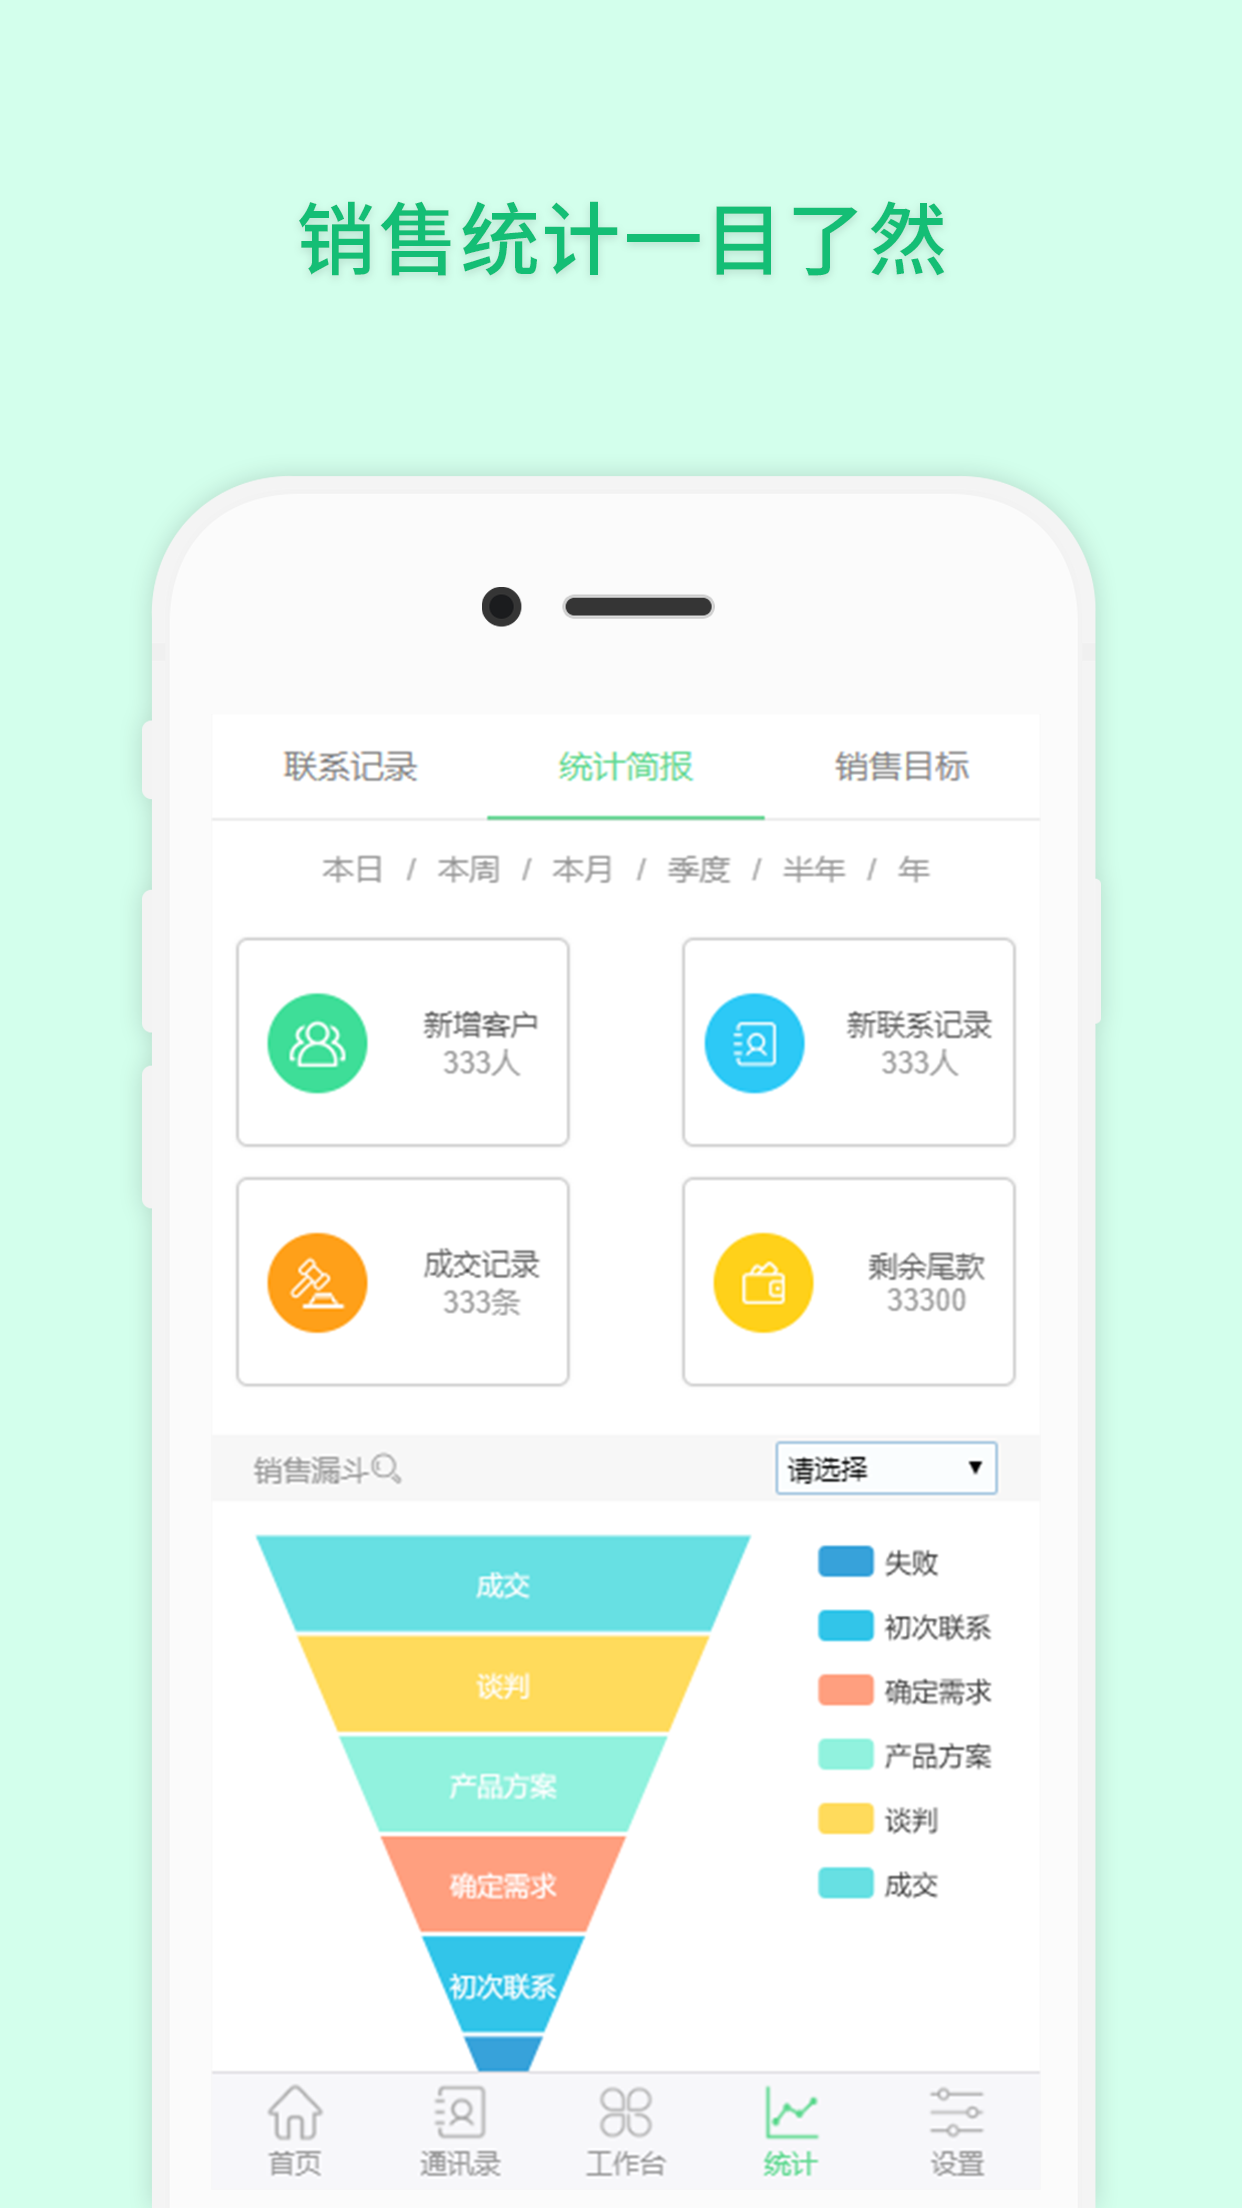 销售统计一目了然
联系记录 统计简报 销售目标
本日 / 本周 / 本月 / 季度 / 半年 / 年
新增客户
333人
新联系记录
333人
成交记录
333条
剩余尾款
33300
销售漏斗
请选择
成交
谈判
产品方案
确定需求
初次联系
失败
初次联系
确定需求
产品方案
谈判
成交
首页 通讯录 工作台 统计 设置